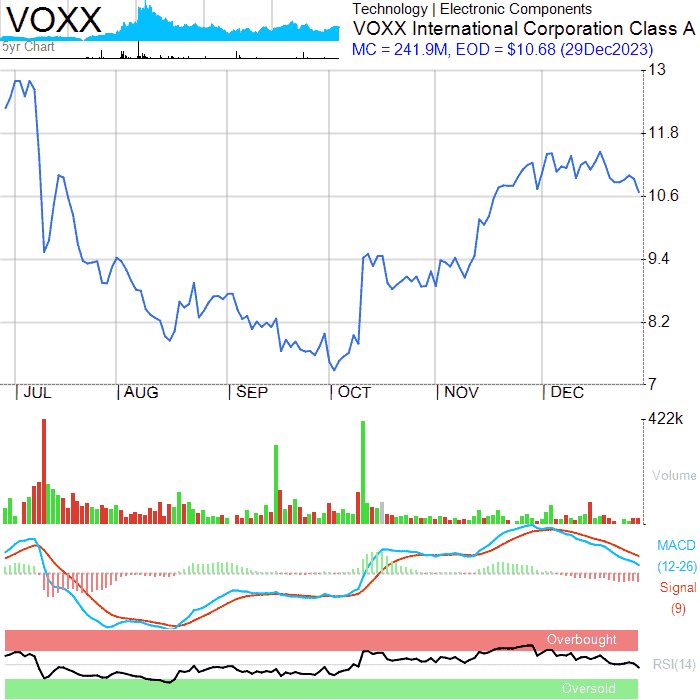 VOXX
5yr Chart
Technology | Electronic Components
VOXX International Corporation Class A
MC = 241.9M, EOD = $10.68 (29Dec2023)
13
11.8
10.6
9.4
8.2
7
JUL AUG SEP OCT NOV DEC
422k
Volume
MACD
(12-26)
Signal
(9)
Overbought
RSI(14)
Oversold